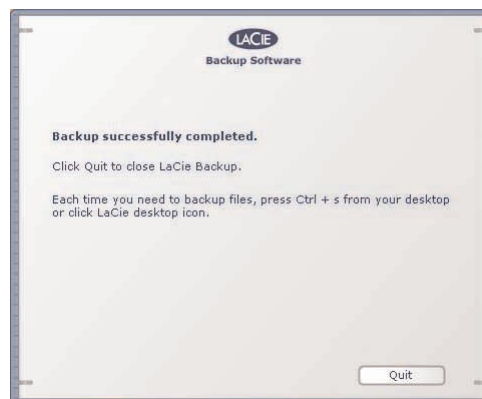 LACIE
Backup Software
Backup successfully completed.
Click Quit to close LaCie Backup.
Each time you need to backup files, press Ctrl + s from your desktop
or click LaCie desktop icon.
Quit